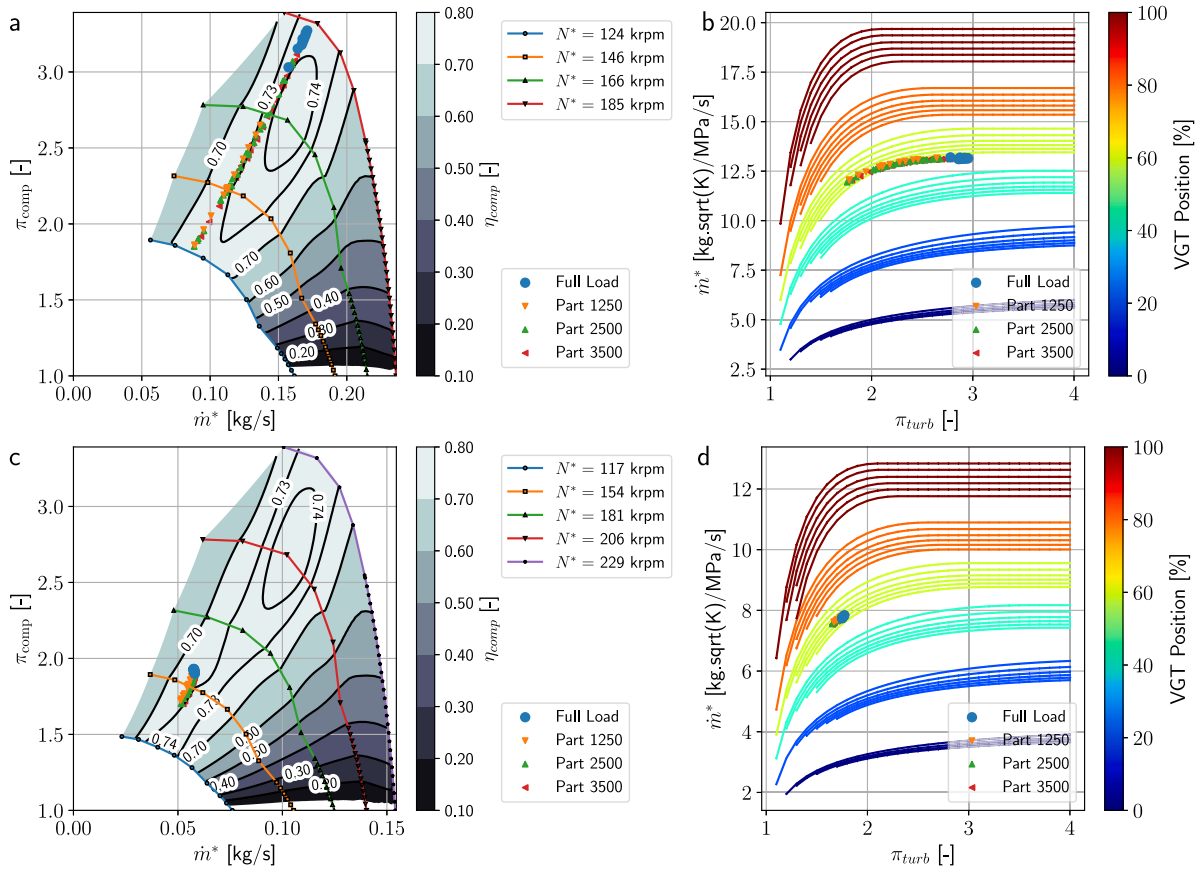 a
π_comp [-]
3.0
2.5
2.0
1.5
1.0
0.00
0.05
0.10
0.15
0.20
ṁ* [kg/s]
0.73
0.74
0.70
0.70
0.60
0.50
0.40
0.30
0.20
0.80
0.70
0.60
0.50
0.40
0.30
0.20
0.10
η_comp [-]
N* = 124 krpm
N* = 146 krpm
N* = 166 krpm
N* = 185 krpm
Full Load
Part 1250
Part 2500
Part 3500
b
ṁ* [kg.sqrt(K)/MPa/s]
20.0
17.5
15.0
12.5
10.0
7.5
5.0
2.5
1
2
3
4
π_turb [-]
Full Load
Part 1250
Part 2500
Part 3500
100
80
60
40
20
0
VGT Position [%]
c
π_comp [-]
3.0
2.5
2.0
1.5
1.0
0.00
0.05
0.10
0.15
ṁ* [kg/s]
0.73
0.74
0.70
0.73
0.74
0.70
0.60
0.50
0.40
0.30
0.20
0.80
0.70
0.60
0.50
0.40
0.30
0.20
0.10
η_comp [-]
N* = 117 krpm
N* = 154 krpm
N* = 181 krpm
N* = 206 krpm
N* = 229 krpm
Full Load
Part 1250
Part 2500
Part 3500
d
ṁ* [kg.sqrt(K)/MPa/s]
12
10
8
6
4
2
1
2
3
4
π_turb [-]
Full Load
Part 1250
Part 2500
Part 3500
100
80
60
40
20
0
VGT Position [%]